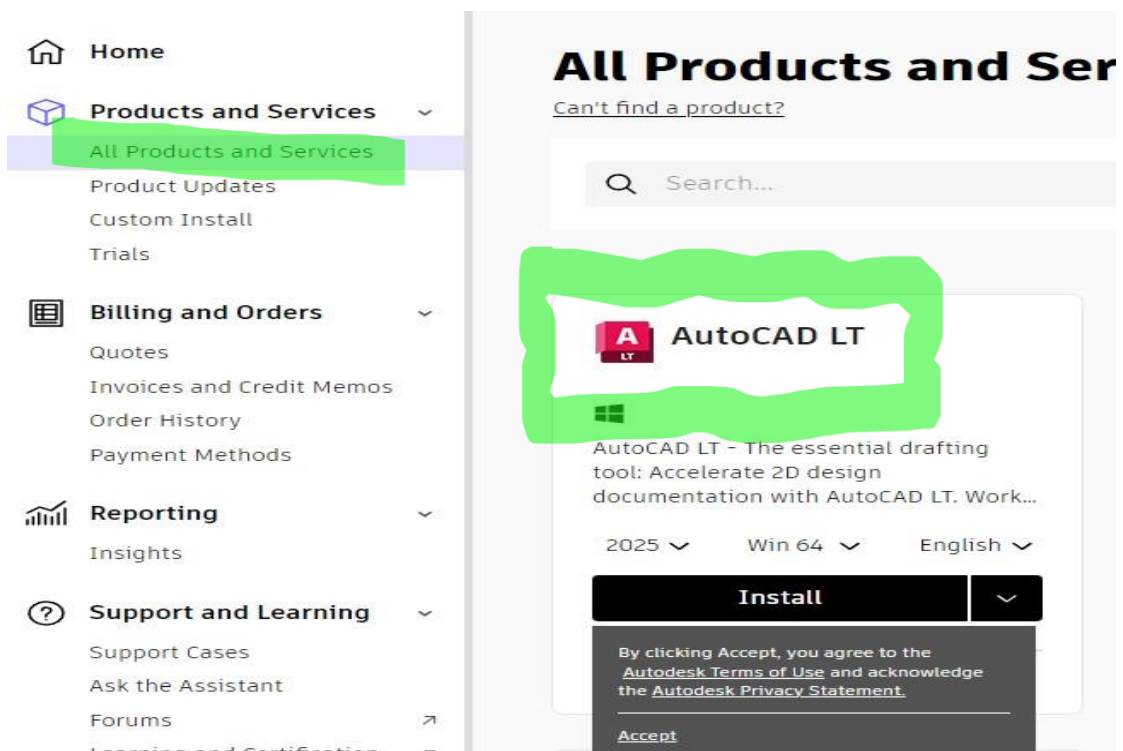 Home
Products and Services
All Products and Services
Product Updates
Custom Install
Trials
Billing and Orders
Quotes
Invoices and Credit Memos
Order History
Payment Methods
Reporting
Insights
Support and Learning
Support Cases
Ask the Assistant
Forums
Learning and Certification
All Products and Ser
Can't find a product?
Search...
A
LT
AutoCAD LT
AutoCAD LT - The essential drafting
tool: Accelerate 2D design
documentation with AutoCAD LT. Work...
2025 Win 64 English
Install
By clicking Accept, you agree to the
Autodesk Terms of Use and acknowledge
the Autodesk Privacy Statement.
Accept